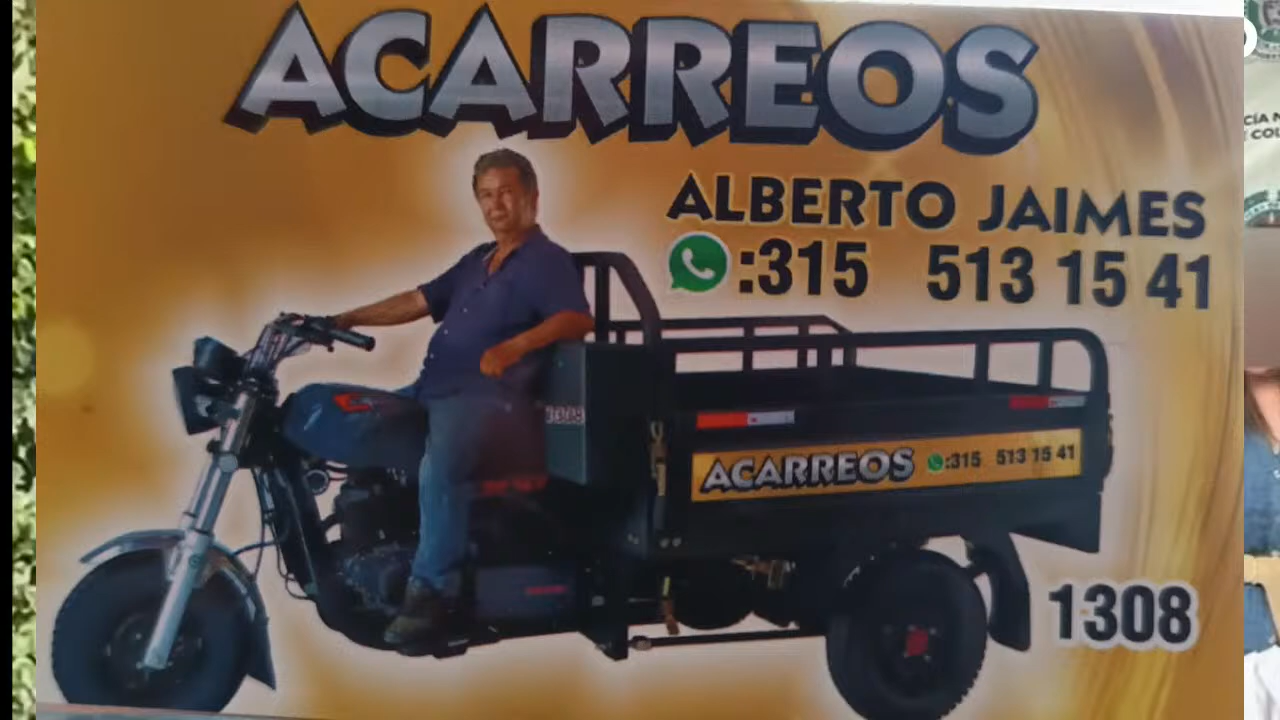 ACARREOS
ALBERTO JAIMES
:315 513 15 41
ACARREOS :315 513 15 41
1308